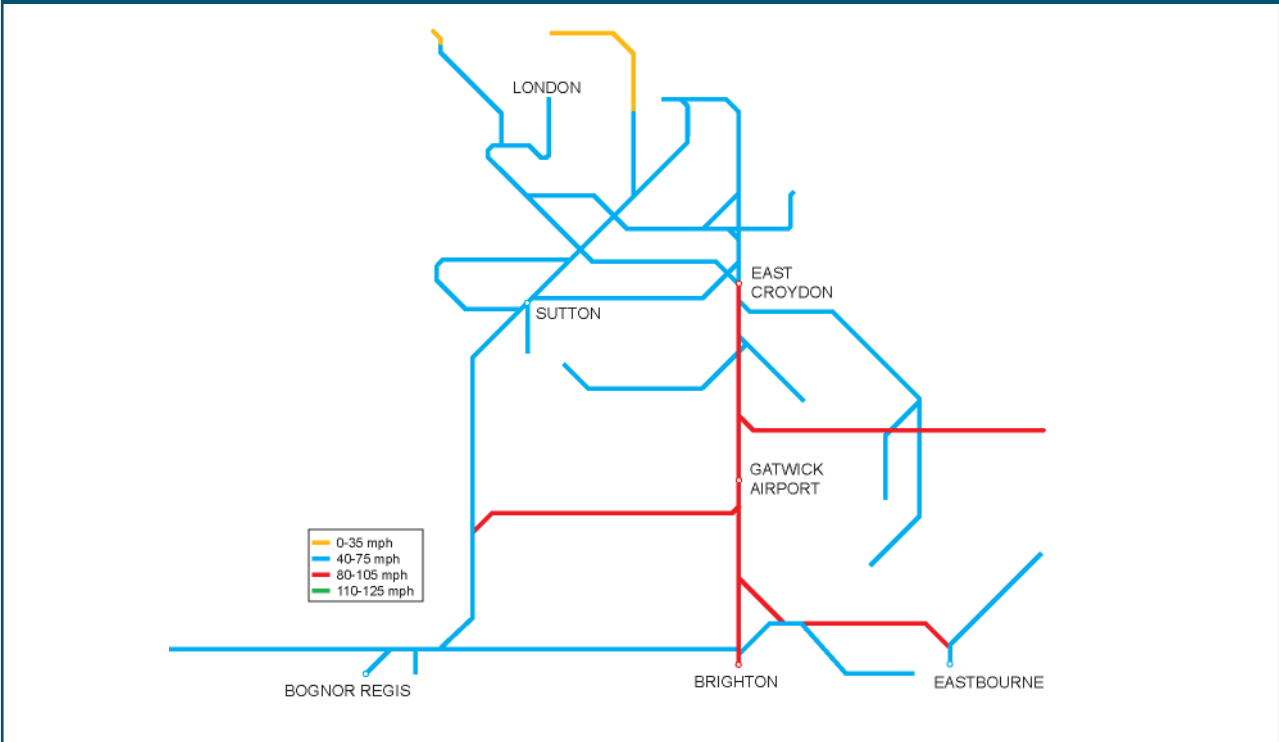 LONDON
EAST
CROYDON
SUTTON
GATWICK
AIRPORT
0-35 mph
40-75 mph
80-105 mph
110-125 mph
BOGNOR REGIS
BRIGHTON
EASTBOURNE